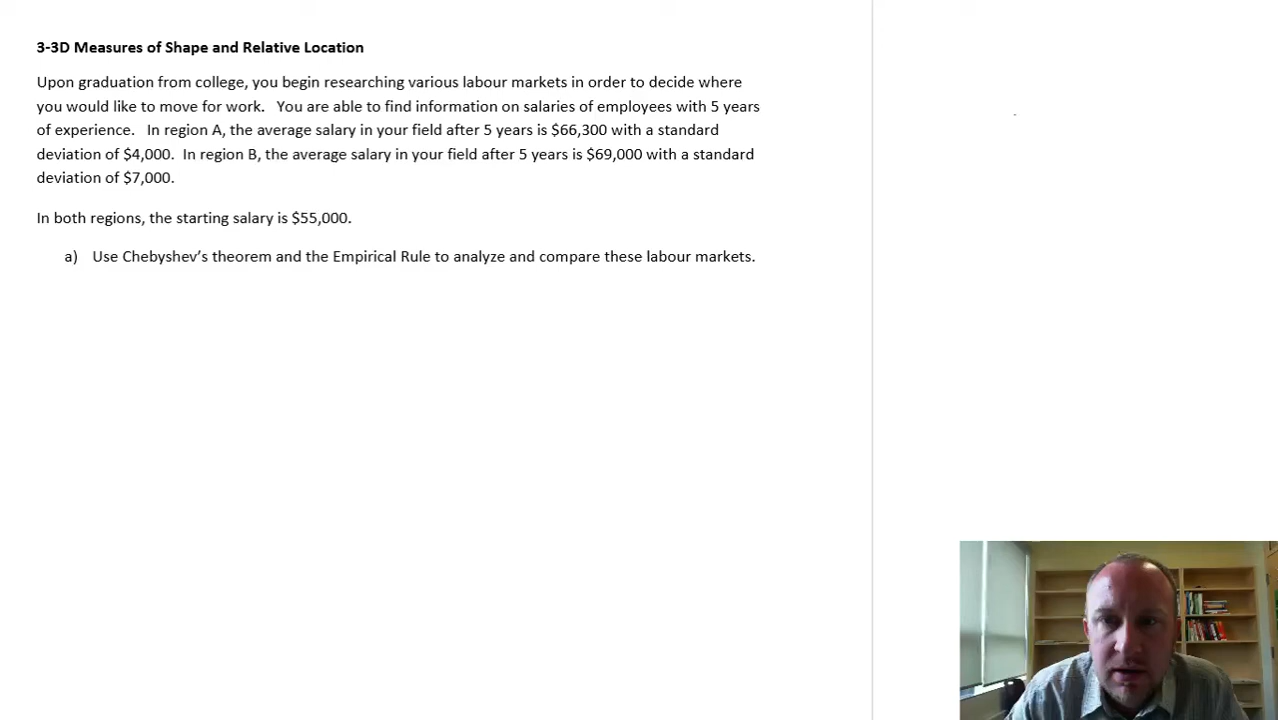 3-3D Measures of Shape and Relative Location
Upon graduation from college, you begin researching various labour markets in order to decide where
you would like to move for work.   You are able to find information on salaries of employees with 5 years
of experience.   In region A, the average salary in your field after 5 years is $66,300 with a standard
deviation of $4,000.  In region B, the average salary in your field after 5 years is $69,000 with a standard
deviation of $7,000.
In both regions, the starting salary is $55,000.
a)   Use Chebyshev’s theorem and the Empirical Rule to analyze and compare these labour markets.